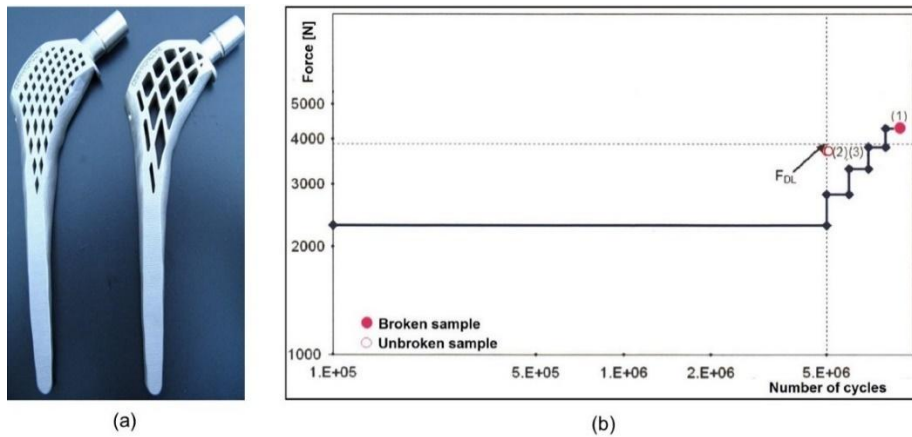 Force [N]
5000
4000
3000
2000
1000
(1)
(2)(3)
F_DL
Broken sample
Unbroken sample
1.E+05
5.E+05
1.E+06
2.E+06
5.E+06
Number of cycles
(a)
(b)